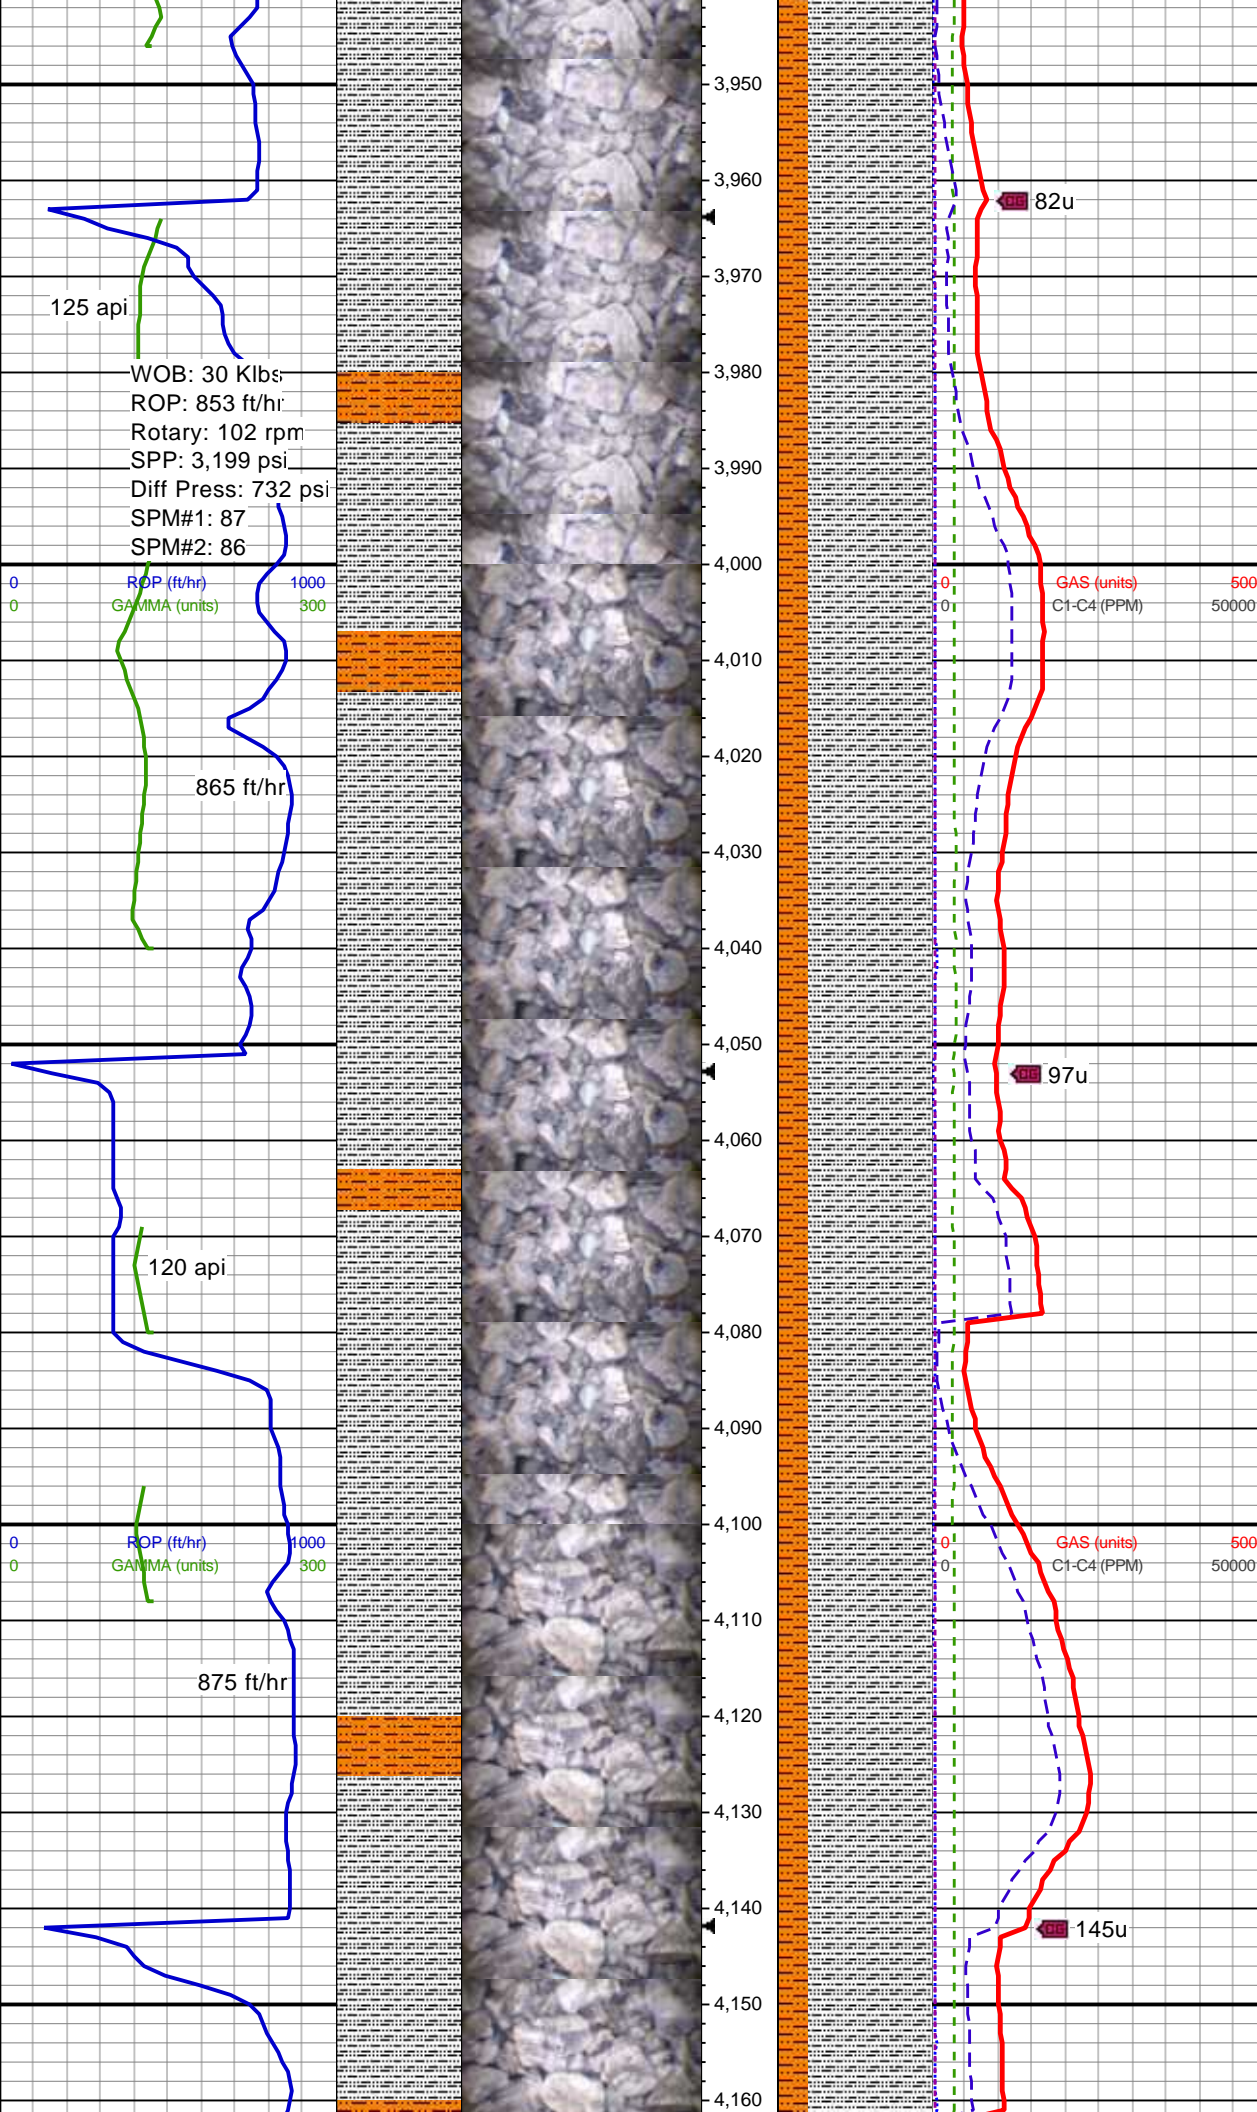 3,950
3,960
82u
3,970
125 api
3,980
WOB: 30 Klbs
ROP: 853 ft/hr
Rotary: 102 rpm
SPP: 3,199 psi
3,990
Diff Press: 732 psi
SPM#1: 87
SPM#2: 86
4,000
0 ROP (ft/hr) 1000 0 GAS (units) 500
0 GAMMA (units) 300 0 C1-C4 (PPM) 50000
4,010
4,020
865 ft/hr
4,030
4,040
4,050
CG 97u
4,060
4,070
120 api
4,080
4,090
4,100
0 ROP (ft/hr) 1000 0 GAS (units) 500
0 GAMMA (units) 300 0 C1-C4 (PPM) 50000
4,110
875 ft/hr
4,120
4,130
4,140
CG 145u
4,150
4,160